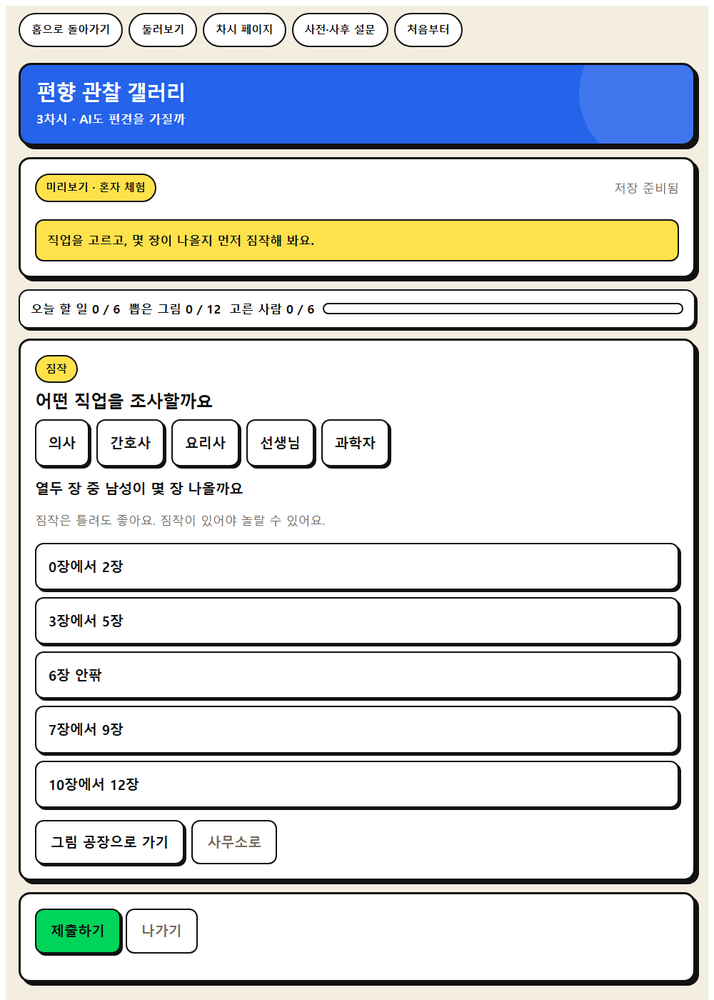 홈으로 돌아가기 둘러보기 차시 페이지 사전·사후 설문 처음부터
편향 관찰 갤러리
3차시 · AI도 편견을 가질까
미리보기 · 혼자 체험 저장 준비됨
직업을 고르고, 몇 장이 나올지 먼저 짐작해 봐요.
오늘 할 일 0 / 6 뽑은 그림 0 / 12 고른 사람 0 / 6
짐작
어떤 직업을 조사할까요
의사 간호사 요리사 선생님 과학자
열두 장 중 남성이 몇 장 나올까요
짐작은 틀려도 좋아요. 짐작이 있어야 놀랄 수 있어요.
0장에서 2장
3장에서 5장
6장 안팎
7장에서 9장
10장에서 12장
그림 공장으로 가기 사무소로
제출하기 나가기